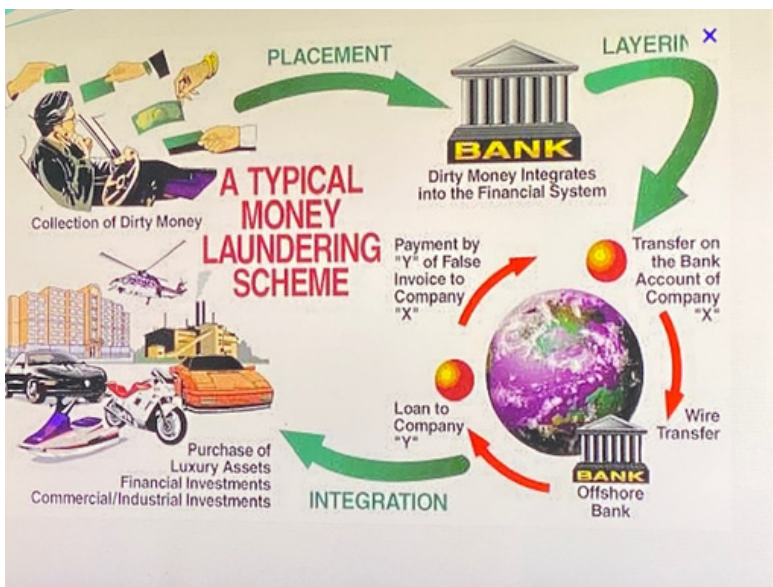 PLACEMENT
LAYERIN
BANK
Dirty Money Integrates
into the Financial System
Collection of Dirty Money
A TYPICAL
MONEY
LAUNDERING
SCHEME
Payment by
"Y" of False
Invoice to
Company
"X"
Transfer on
the Bank
Account of
Company
"X"
Wire
Transfer
BANK
Offshore
Bank
Loan to
Company
"Y"
INTEGRATION
Purchase of
Luxury Assets
Financial Investments
Commercial/Industrial Investments